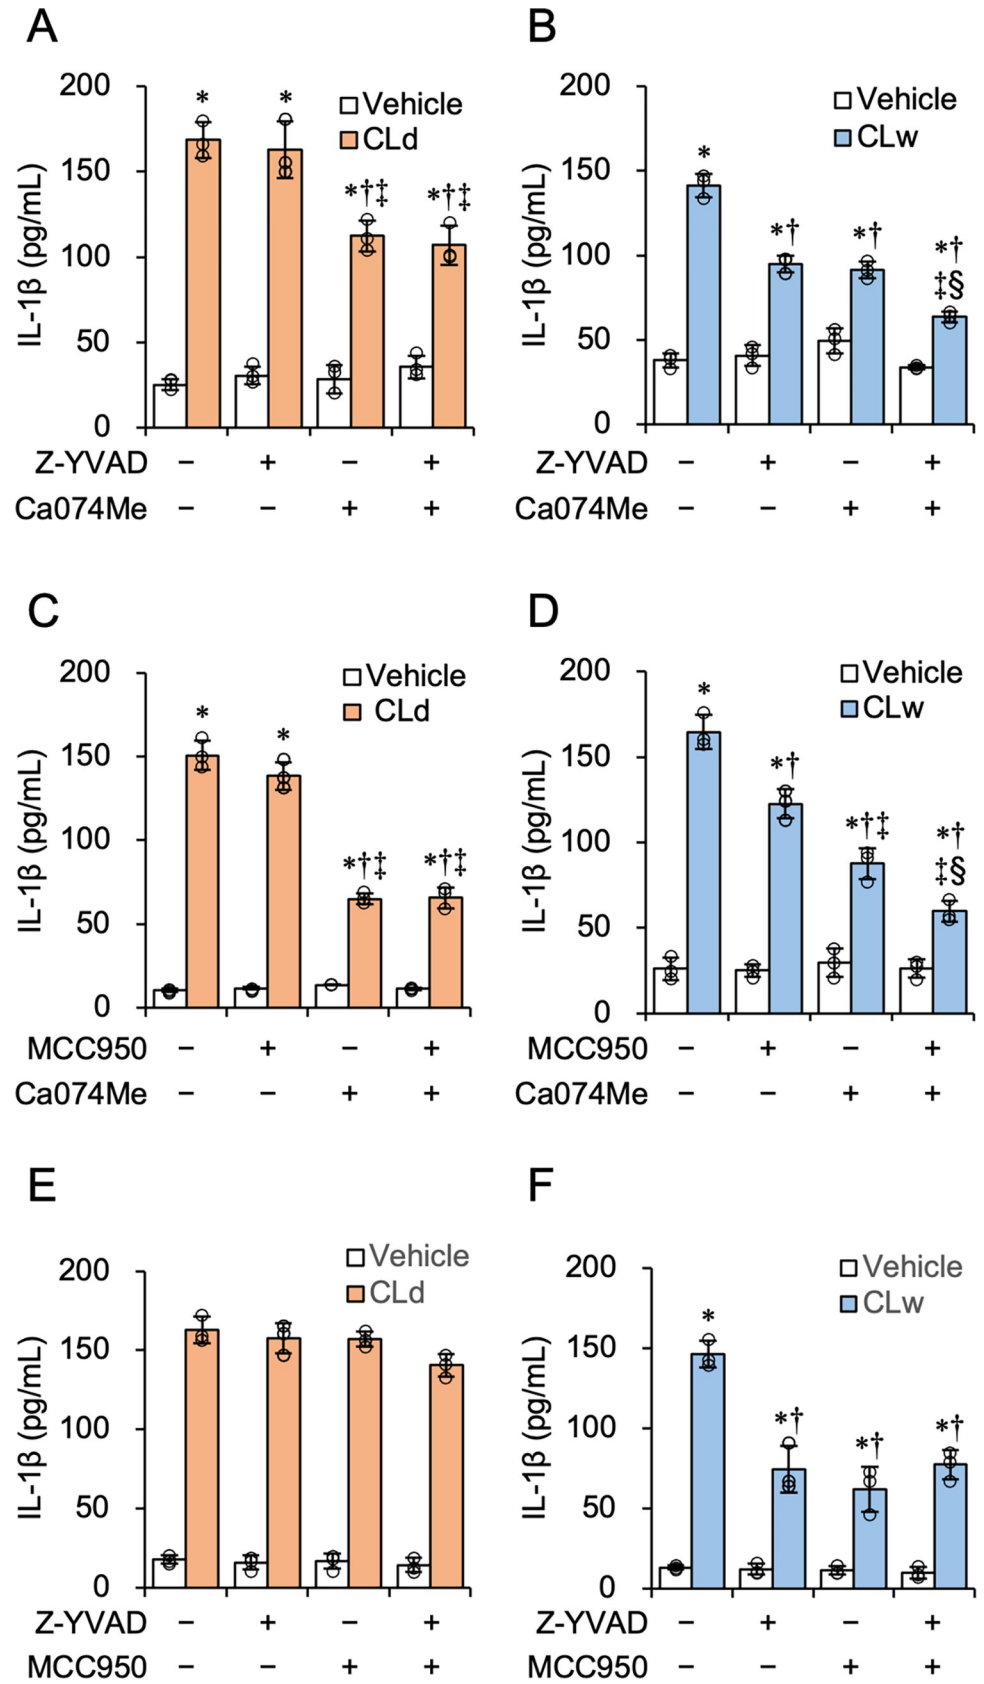 A
B
200
150
100
50
0
IL-1β (pg/mL)
Vehicle
CLd
*
*
*†‡
*†‡
Z-YVAD − + − +
Ca074Me − − + +
200
150
100
50
0
IL-1β (pg/mL)
Vehicle
CLw
*
*†
*†
*†
‡§
Z-YVAD − + − +
Ca074Me − − + +
C
D
200
150
100
50
0
IL-1β (pg/mL)
Vehicle
CLd
*
*
*†‡
*†‡
MCC950 − + − +
Ca074Me − − + +
200
150
100
50
0
IL-1β (pg/mL)
Vehicle
CLw
*
*†
*†‡
*†
‡§
MCC950 − + − +
Ca074Me − − + +
E
F
200
150
100
50
0
IL-1β (pg/mL)
Vehicle
CLd
Z-YVAD − + − +
MCC950 − − + +
200
150
100
50
0
IL-1β (pg/mL)
Vehicle
CLw
*
*†
*†
*†
Z-YVAD − + − +
MCC950 − − + +